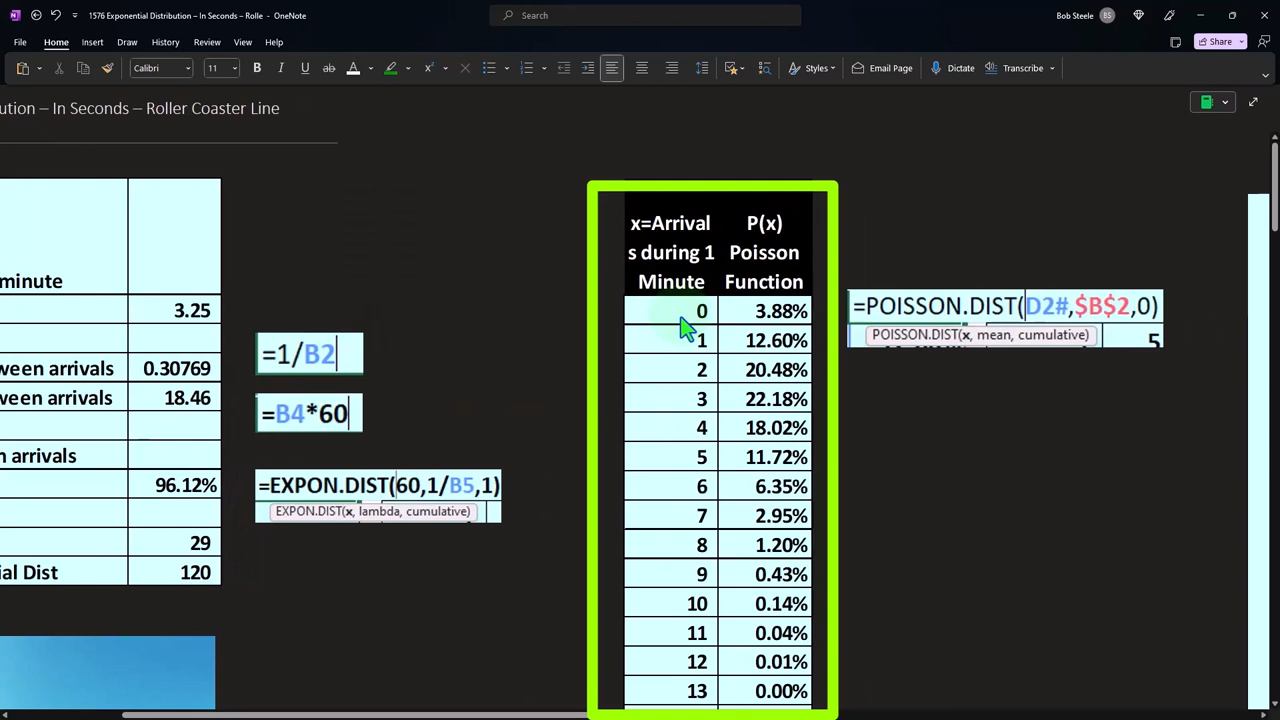 1576 Exponential Distribution – In Seconds – Rolle - OneNote
Search
Bob Steele
BS
File Home Insert Draw History Review View Help
Share
Calibri
11
B I U ab A
Styles
Email Page
Dictate
Transcribe
ution – In Seconds – Roller Coaster Line
minute
3.25
ween arrivals 0.30769
ween arrivals 18.46
n arrivals
96.12%
29
ial Dist 120
=1/B2
=B4*60
=EXPON.DIST(60,1/B5,1)
EXPON.DIST(x, lambda, cumulative)
x=Arrival
s during 1
Minute
P(x)
Poisson
Function
0 3.88%
1 12.60%
2 20.48%
3 22.18%
4 18.02%
5 11.72%
6 6.35%
7 2.95%
8 1.20%
9 0.43%
10 0.14%
11 0.04%
12 0.01%
13 0.00%
=POISSON.DIST(D2#,$B$2,0)
POISSON.DIST(x, mean, cumulative)
5